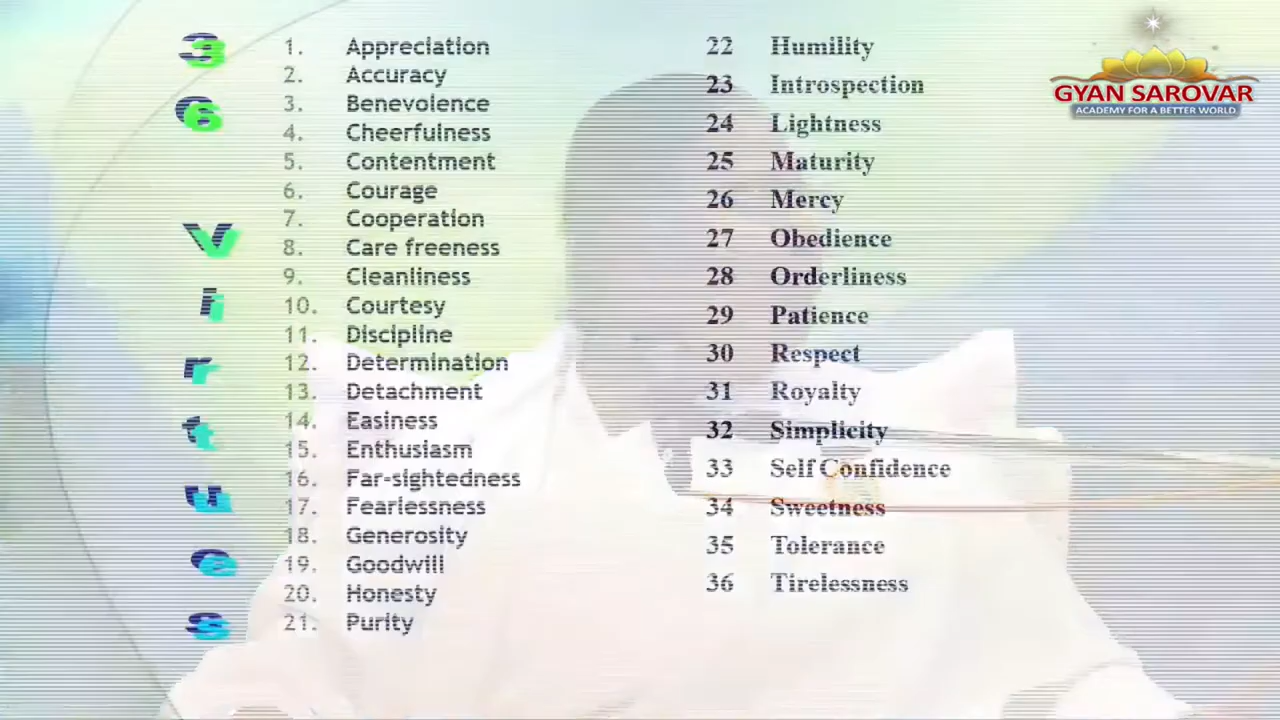 36 Virtues
1. Appreciation
2. Accuracy
3. Benevolence
4. Cheerfulness
5. Contentment
6. Courage
7. Cooperation
8. Care freeness
9. Cleanliness
10. Courtesy
11. Discipline
12. Determination
13. Detachment
14. Easiness
15. Enthusiasm
16. Far-sightedness
17. Fearlessness
18. Generosity
19. Goodwill
20. Honesty
21. Purity
22 Humility
23 Introspection
24 Lightness
25 Maturity
26 Mercy
27 Obedience
28 Orderliness
29 Patience
30 Respect
31 Royalty
32 Simplicity
33 Self Confidence
34 Sweetness
35 Tolerance
36 Tirelessness
GYAN SAROVAR
ACADEMY FOR A BETTER WORLD